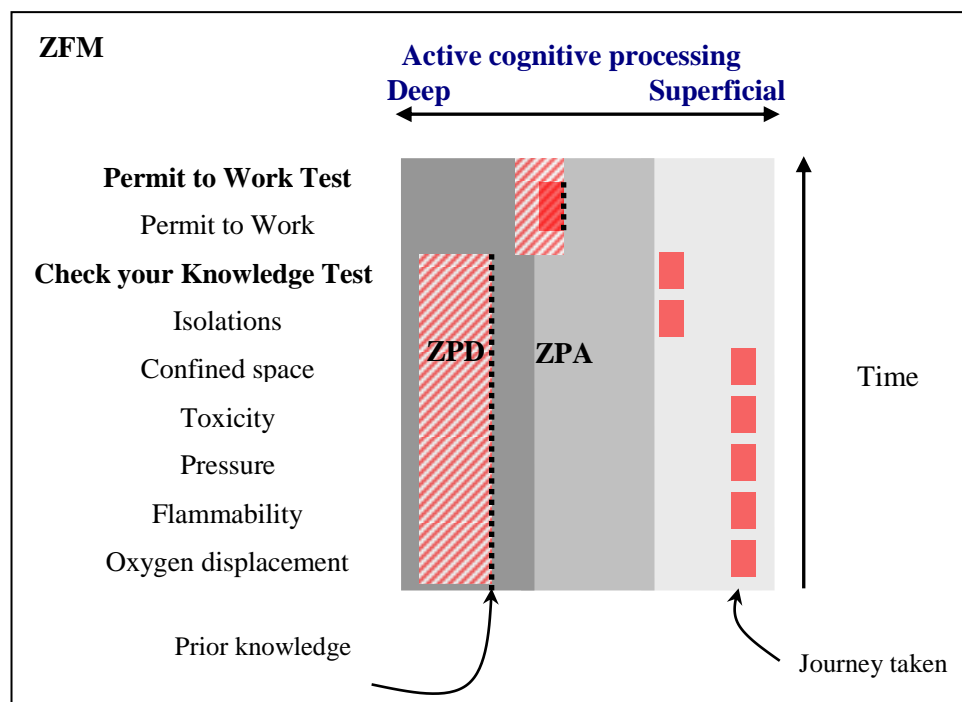 ZFM
Active cognitive processing
Deep
Superficial
Permit to Work Test
Permit to Work
Check your Knowledge Test
Isolations
Confined space
Toxicity
Pressure
Flammability
Oxygen displacement
ZPD
ZPA
Time
Prior knowledge
Journey taken